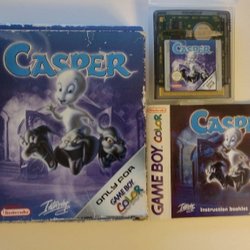 CASPER
Interplay
Nintendo
ONLY FOR
GAME BOY COLOR
CASPER
GAME BOY COLOR
CASP
Interplay
Instruction booklet